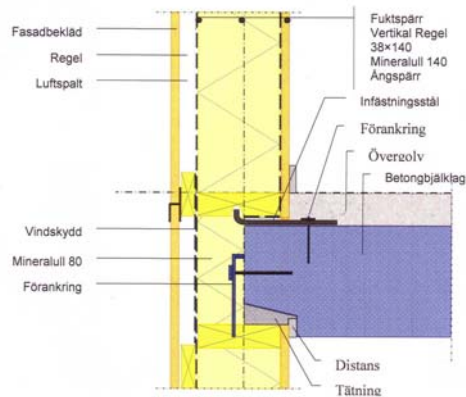 Fasadbekläd
Regel
Luftspalt
Vindskydd
Mineralull 80
Förankring
Fuktspärr
Vertikal Regel
38×140
Mineralull 140
Ångspärr
Infästningsstål
Förankring
Övergolv
Betongbjälklag
Distans
Tätning